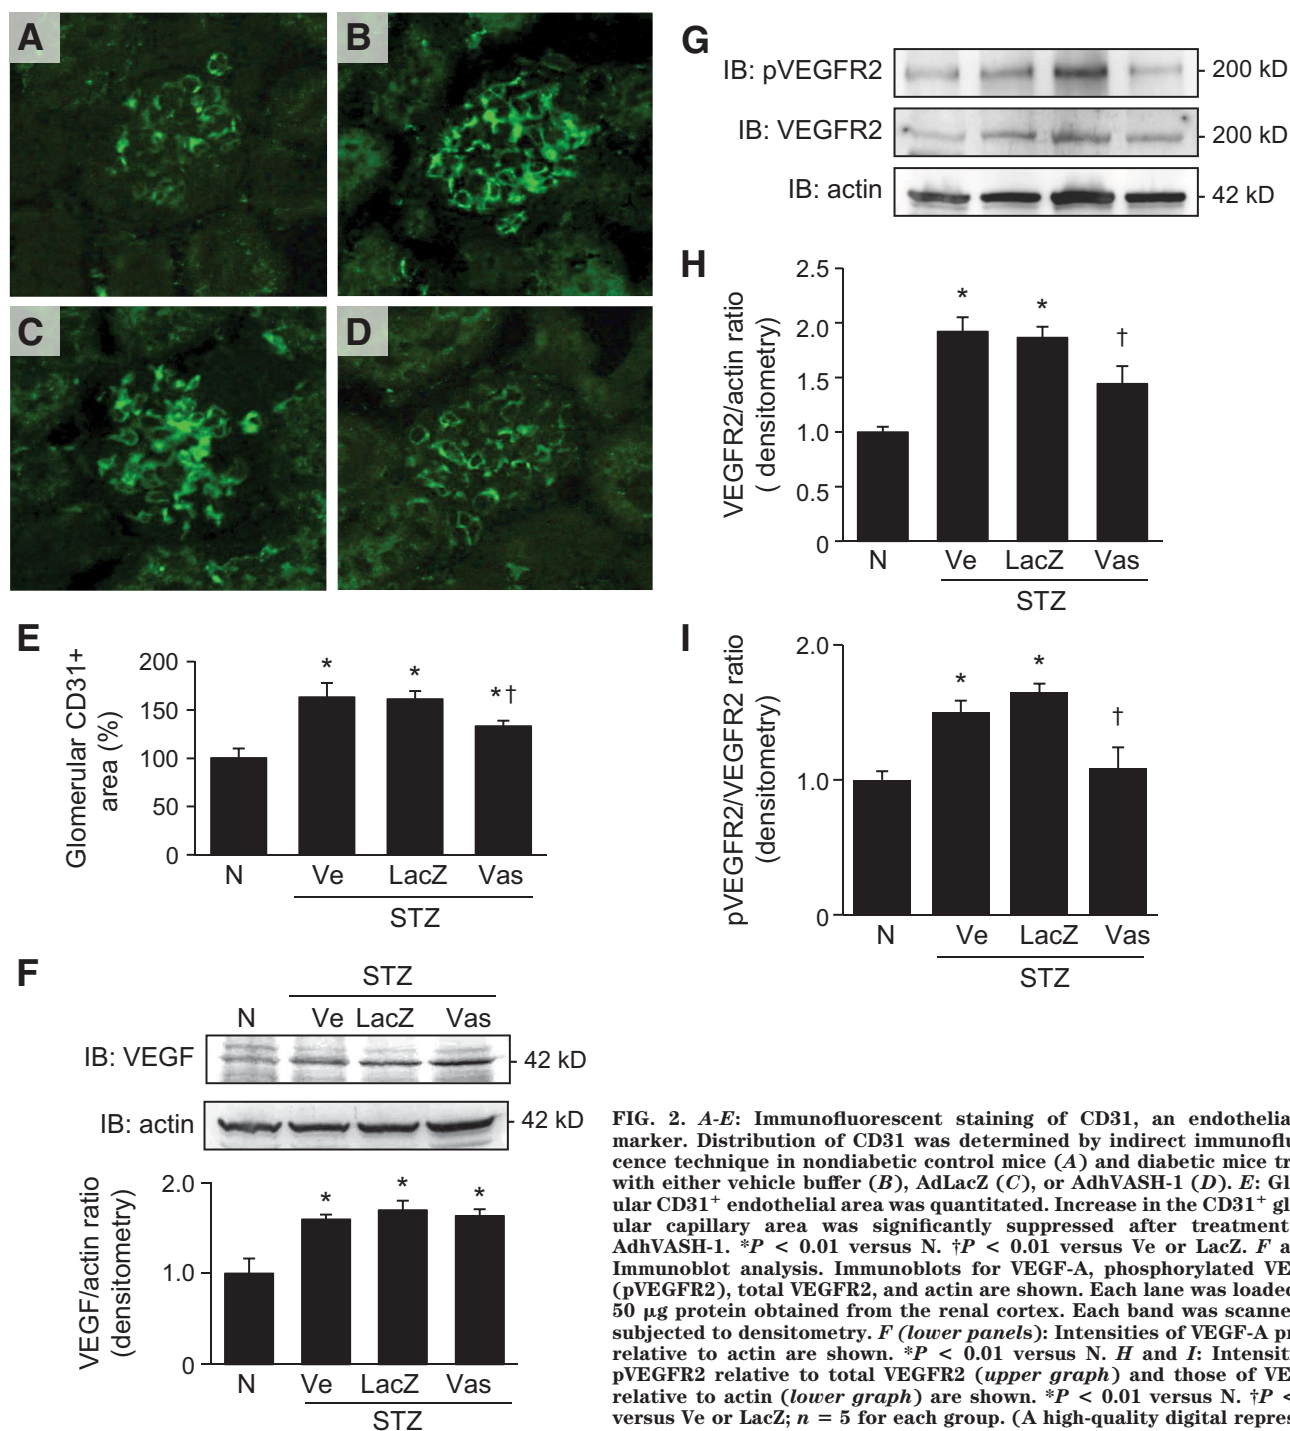 A
B
C
D
E
Glomerular CD31+
area (%)
200
150
100
50
0
*
*
*†
N
Ve
LacZ
Vas
STZ
F
STZ
N Ve LacZ Vas
IB: VEGF
42 kD
IB: actin
42 kD
VEGF/actin ratio
(densitometry)
2.0
1.0
0
*
*
*
N
Ve
LacZ
Vas
STZ
G
IB: pVEGFR2
200 kD
IB: VEGFR2
200 kD
IB: actin
42 kD
H
VEGFR2/actin ratio
( densitometry)
2.5
2.0
1.5
1.0
0.5
0
*
*
†
N
Ve
LacZ
Vas
STZ
I
pVEGFR2/VEGFR2 ratio
(densitometry)
2.0
1.0
0
*
*
†
N
Ve
LacZ
Vas
STZ
FIG. 2. A-E: Immunofluorescent staining of CD31, an endothelia
marker. Distribution of CD31 was determined by indirect immunoflu
cence technique in nondiabetic control mice (A) and diabetic mice tr
with either vehicle buffer (B), AdLacZ (C), or AdhVASH-1 (D). E: Gl
ular CD31+ endothelial area was quantitated. Increase in the CD31+ gl
ular capillary area was significantly suppressed after treatment
AdhVASH-1. *P < 0.01 versus N. †P < 0.01 versus Ve or LacZ. F a
Immunoblot analysis. Immunoblots for VEGF-A, phosphorylated VE
(pVEGFR2), total VEGFR2, and actin are shown. Each lane was loaded
50 μg protein obtained from the renal cortex. Each band was scanne
subjected to densitometry. F (lower panels): Intensities of VEGF-A pr
relative to actin are shown. *P < 0.01 versus N. H and I: Intensiti
pVEGFR2 relative to total VEGFR2 (upper graph) and those of VE
relative to actin (lower graph) are shown. *P < 0.01 versus N. †P <
versus Ve or LacZ; n = 5 for each group. (A high-quality digital repres